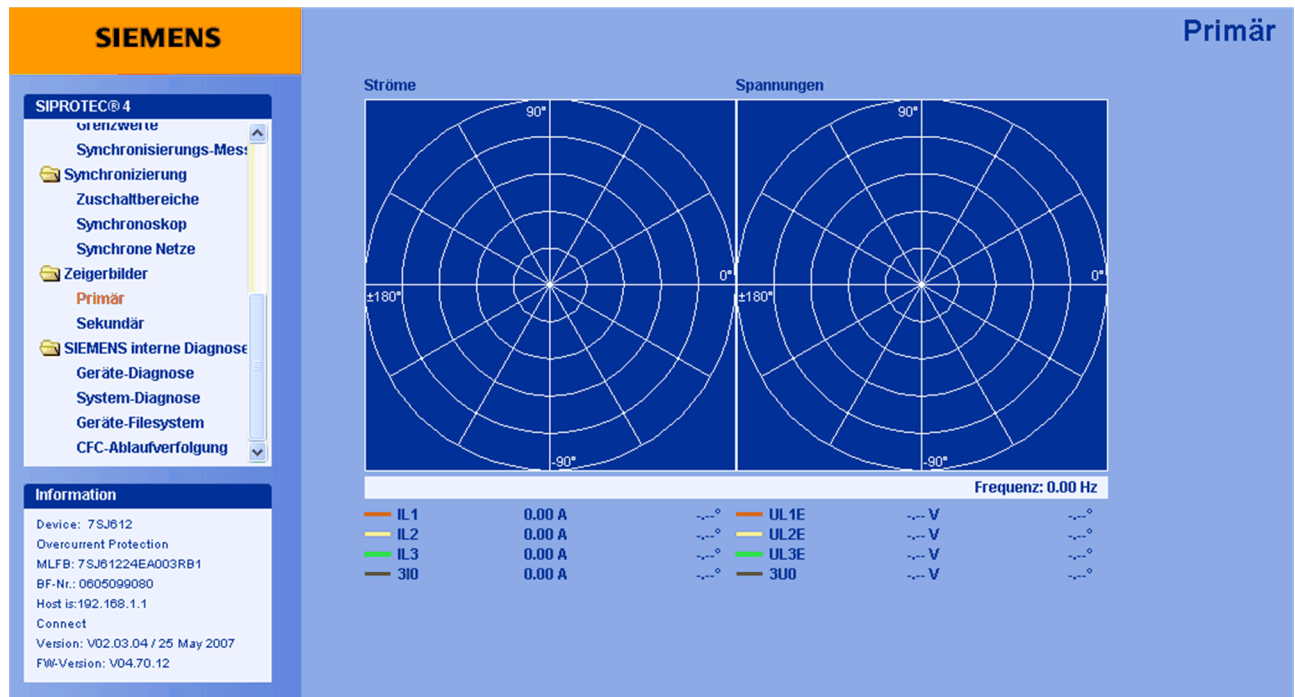 SIEMENS
Primär
SIPROTEC® 4
Grenzwerte
Synchronisierungs-Mess
Synchronizierung
Zuschaltbereiche
Synchronoskop
Synchrone Netze
Zeigerbilder
Primär
Sekundär
SIEMENS interne Diagnose
Geräte-Diagnose
System-Diagnose
Geräte-Filesystem
CFC-Ablaufverfolgung
Information
Device: 7SJ612
Overcurrent Protection
MLFB: 7SJ61224EA003RB1
BF-Nr.: 0605099080
Host is:192.168.1.1
Connect
Version: V02.03.04 / 25 May 2007
FW-Version: V04.70.12
Ströme
90°
0°
±180°
-90°
Spannungen
90°
0°
±180°
-90°
Frequenz: 0.00 Hz
IL1 0.00 A -,--° UL1E -,-- V -,--°
IL2 0.00 A -,--° UL2E -,-- V -,--°
IL3 0.00 A -,--° UL3E -,-- V -,--°
3I0 0.00 A -,--° 3U0 -,-- V -,--°